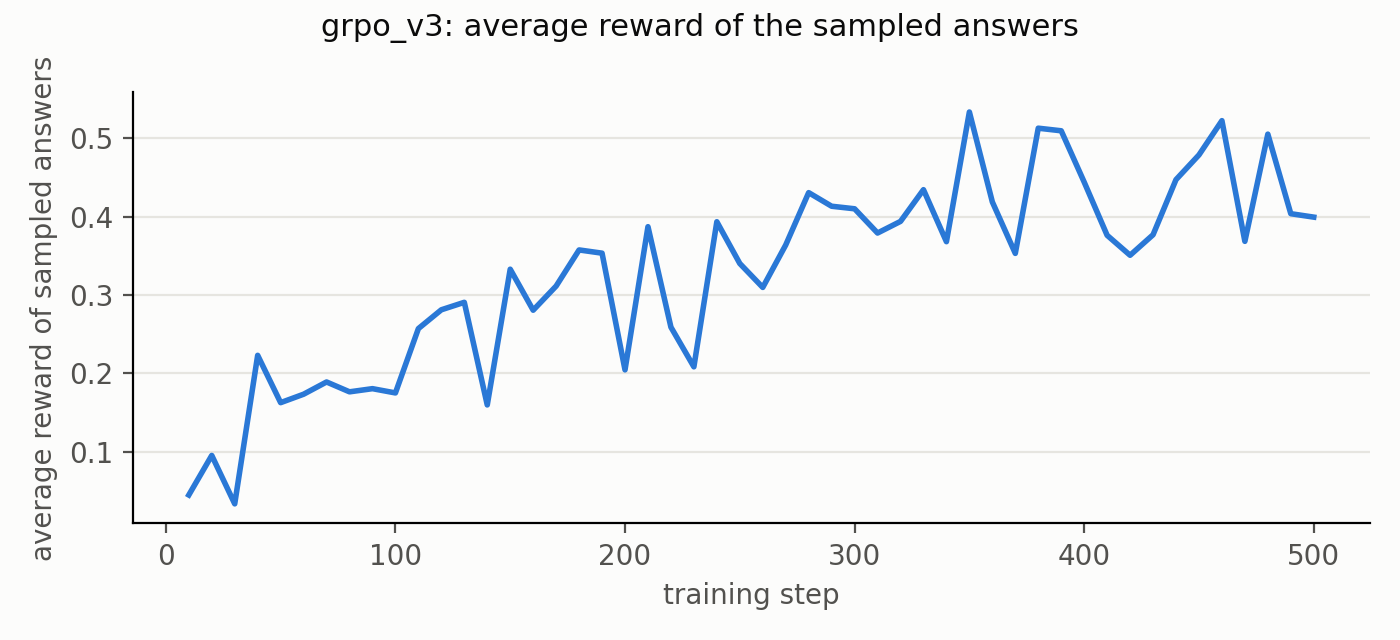 grpo_v3: average reward of the sampled answers
average reward of sampled answers
0.5
0.4
0.3
0.2
0.1
0 100 200 300 400 500
training step